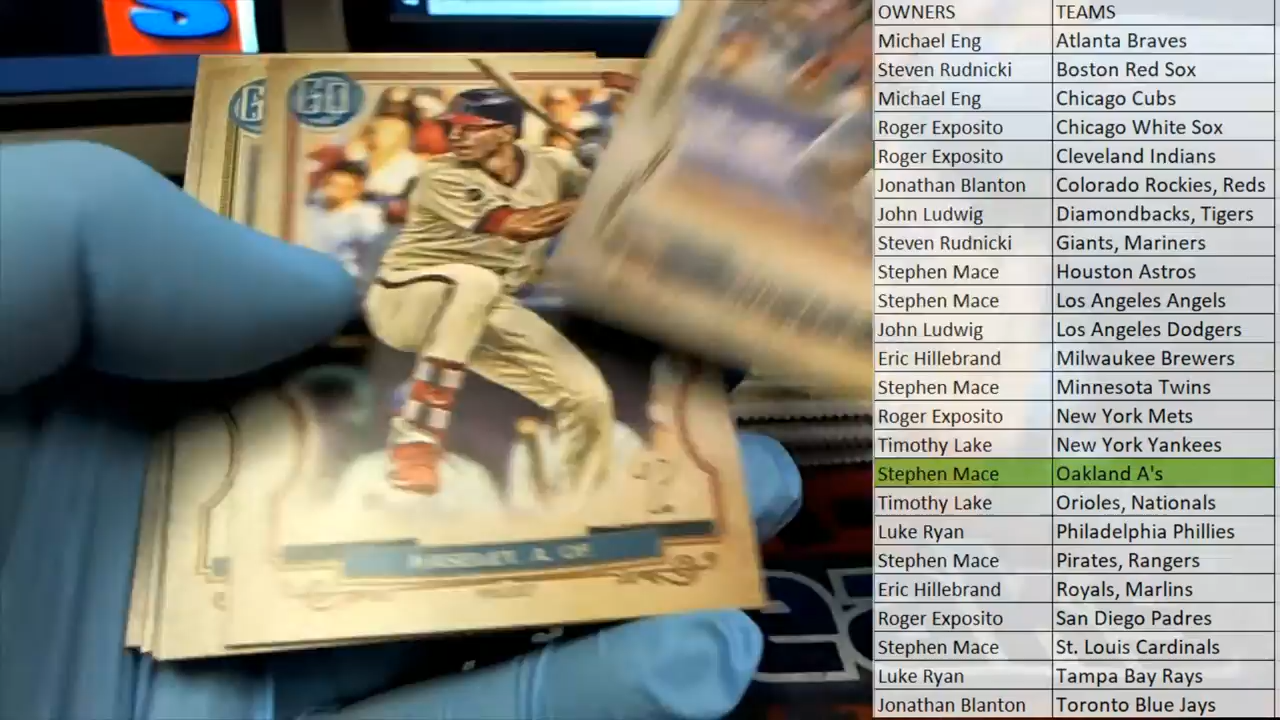 OWNERS TEAMS
Michael Eng Atlanta Braves
Steven Rudnicki Boston Red Sox
Michael Eng Chicago Cubs
Roger Exposito Chicago White Sox
Roger Exposito Cleveland Indians
Jonathan Blanton Colorado Rockies, Reds
John Ludwig Diamondbacks, Tigers
Steven Rudnicki Giants, Mariners
Stephen Mace Houston Astros
Stephen Mace Los Angeles Angels
John Ludwig Los Angeles Dodgers
Eric Hillebrand Milwaukee Brewers
Stephen Mace Minnesota Twins
Roger Exposito New York Mets
Timothy Lake New York Yankees
Stephen Mace Oakland A's
Timothy Lake Orioles, Nationals
Luke Ryan Philadelphia Phillies
Stephen Mace Pirates, Rangers
Eric Hillebrand Royals, Marlins
Roger Exposito San Diego Padres
Stephen Mace St. Louis Cardinals
Luke Ryan Tampa Bay Rays
Jonathan Blanton Toronto Blue Jays